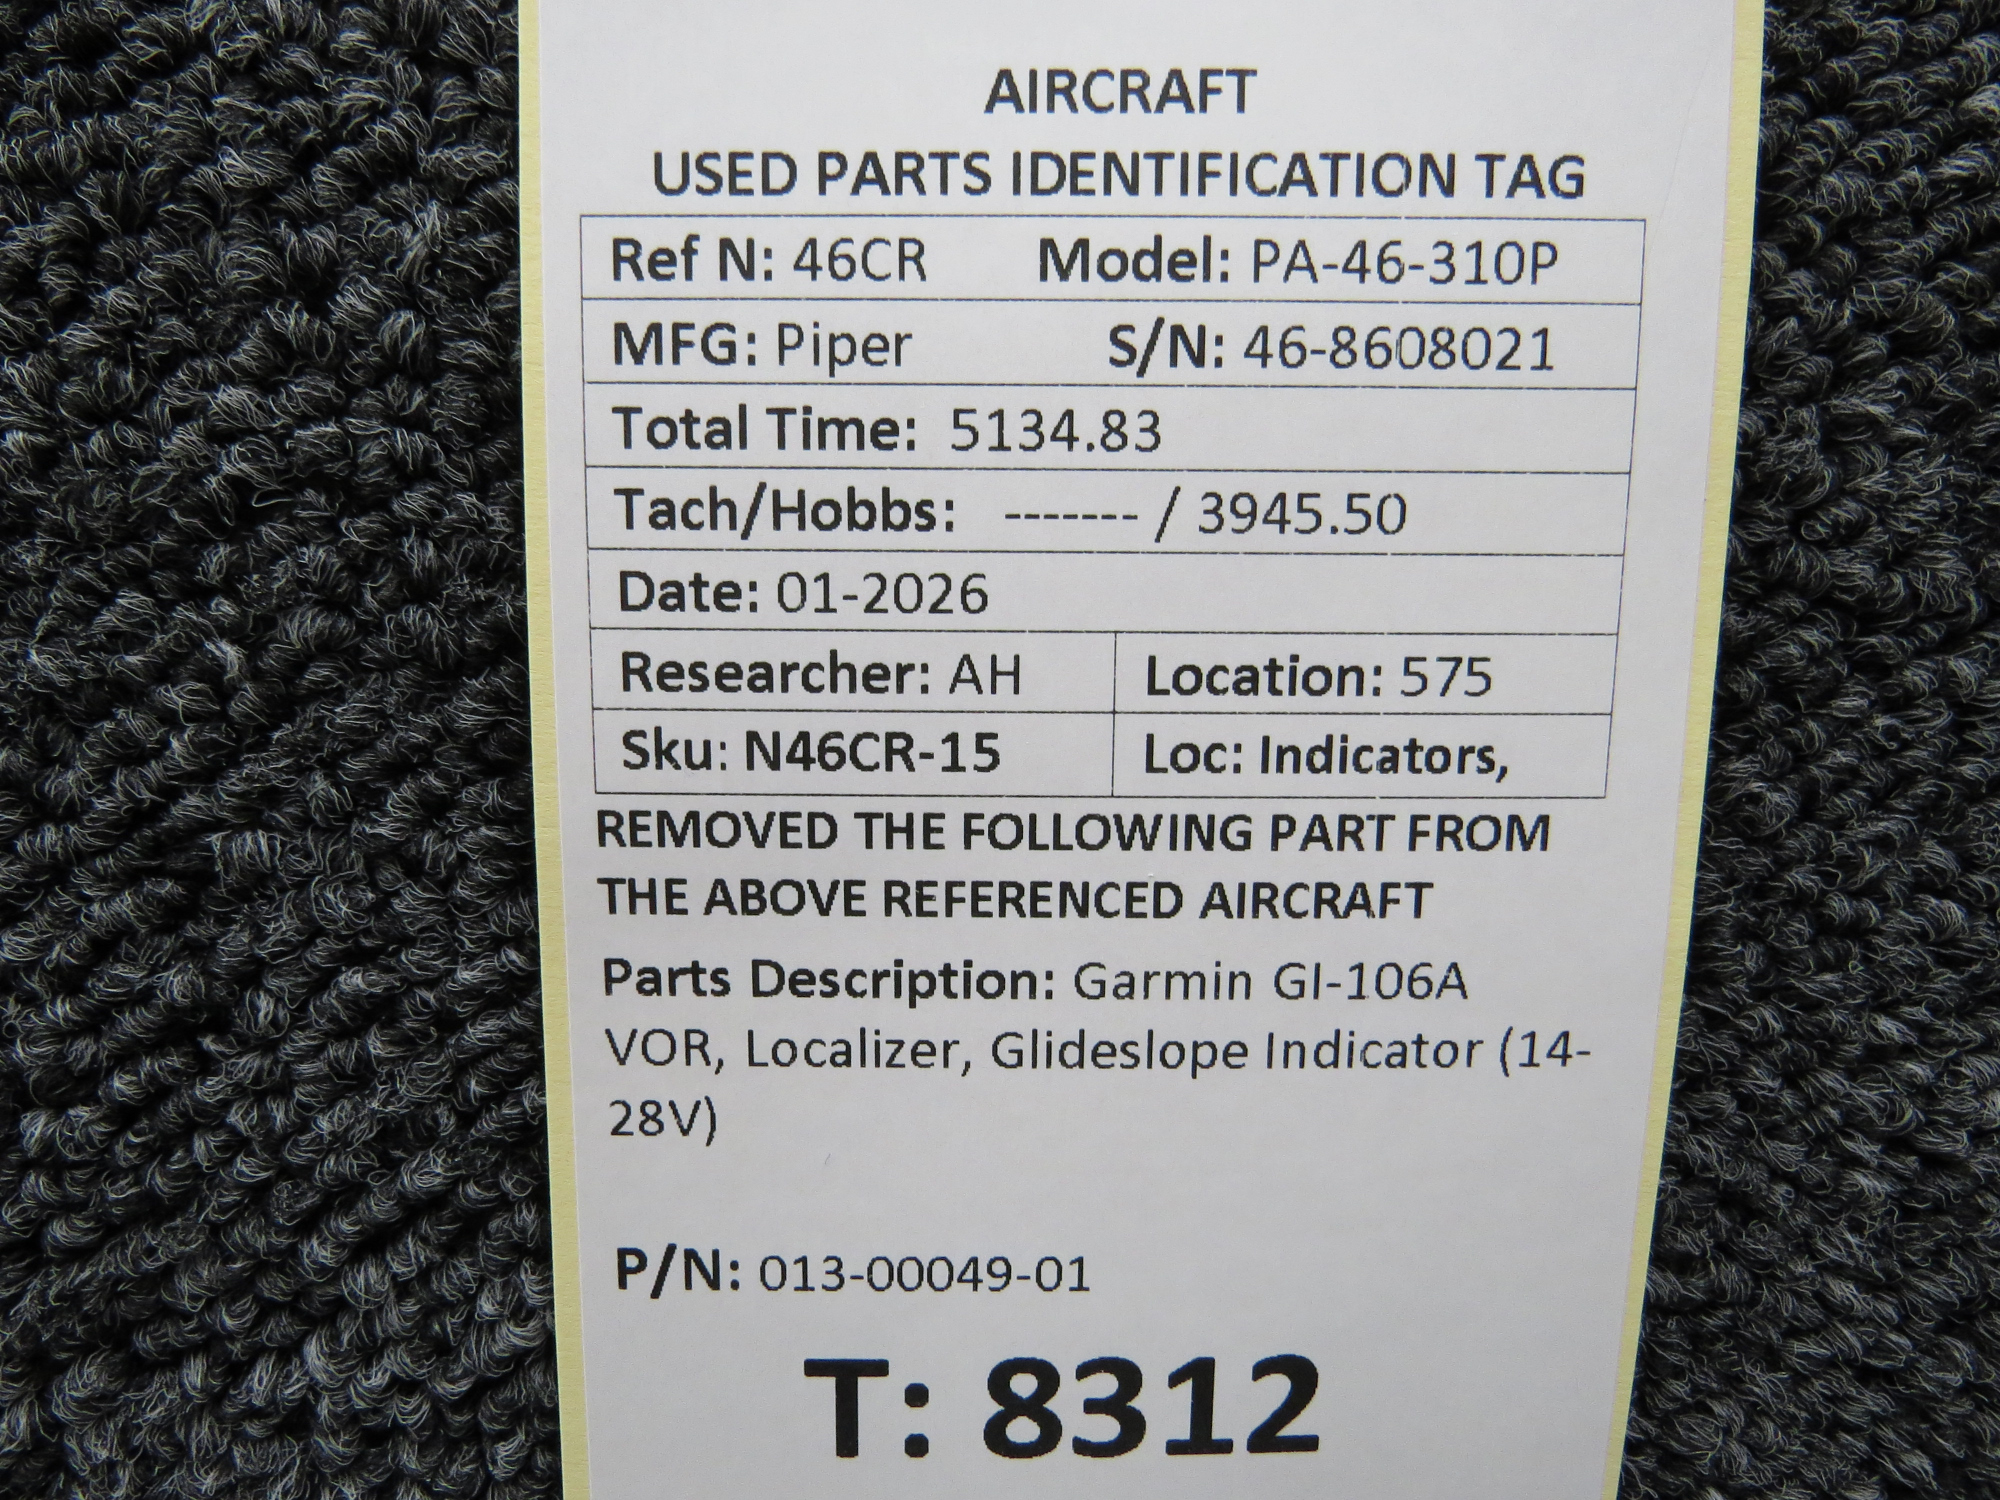 AIRCRAFT
USED PARTS IDENTIFICATION TAG
Ref N: 46CR Model: PA-46-310P
MFG: Piper S/N: 46-8608021
Total Time: 5134.83
Tach/Hobbs: ------- / 3945.50
Date: 01-2026
Researcher: AH Location: 575
Sku: N46CR-15 Loc: Indicators,
REMOVED THE FOLLOWING PART FROM
THE ABOVE REFERENCED AIRCRAFT
Parts Description: Garmin GI-106A
VOR, Localizer, Glideslope Indicator (14-
28V)
P/N: 013-00049-01
T: 8312